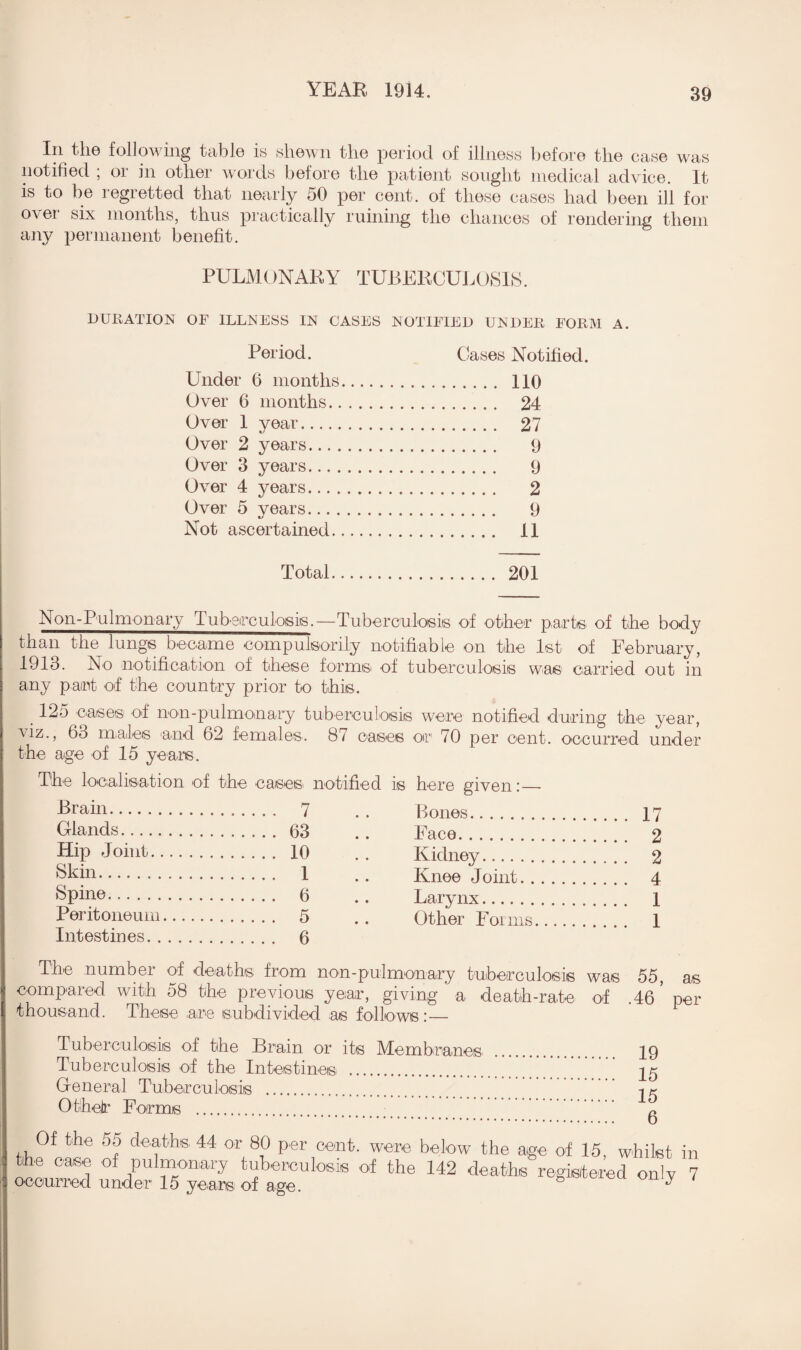 YEAR 1914.
39
In the following table is shewn the period of illness before the case was
notified ; or in other words before the patient sought medical advice. It
is to be regretted that nearly 50 per cent. of these cases had been ill for
over six months, thus practically ruining the chances of rendering them
any permanent benefit.
PULMONARY TUBERCULOSIS.
DURATION OF ILLNESS IN CASES NOTIFIED UNDER FORM A.
Period. Cases Notified.
Under 6 months................... 110
Over 6 months................... 24
Over 1 year................... 27
Over 2 years................... 9
Over 3 years................... 9
Over 4 years................... 2
Over 5 years................... 9
Not ascertained................... 11
Total................... 201
Non-Pulmonary Tuberculosis.—Tuberculosis of other parts of the body
than the lungs became compulsorily notifiable on the 1st of February,
1913. No notification of these forms of tuberculosis was carried out in
any part of the country prior to this.
125 cases of non-pulmonary tuberculosis were notified during the year,
viz., 63 males and 62 females. 87 cases or 70 per cent. occurred under
the age of 15 years.
The localisation of the cases notified is here given:—
Brain................ 7 .. Bones................ 17
Glands................ 63 .. Face................ 2
Hip Joint............. 10 .. Kidney................ 2
Skin................ 1 .. Knee Joint............ 4
Spine................ 6 .. Larynx................ 1
Peritoneum............ 5 .. Other Forms.......... 1
Intestines............. 6
The number of deaths from non-pulmonary tuberculosis was 55, as
compared with 58 the previous year, giving a death-rate of .46 per
thousand. These are subdivided as follows:—
Tuberculosis of the Brain or its Membranes ............... 19
Tuberculosis of the Intestines ............... 15
General Tuberculosis ............... 15
Other Forms ............... 6
Of the 55 deaths 44 or 80 per cent. were below the age of 15, whilst in
the case of pulmonary tuberculosis of the 142 deaths registered only 7
occurred under 15 years of age.